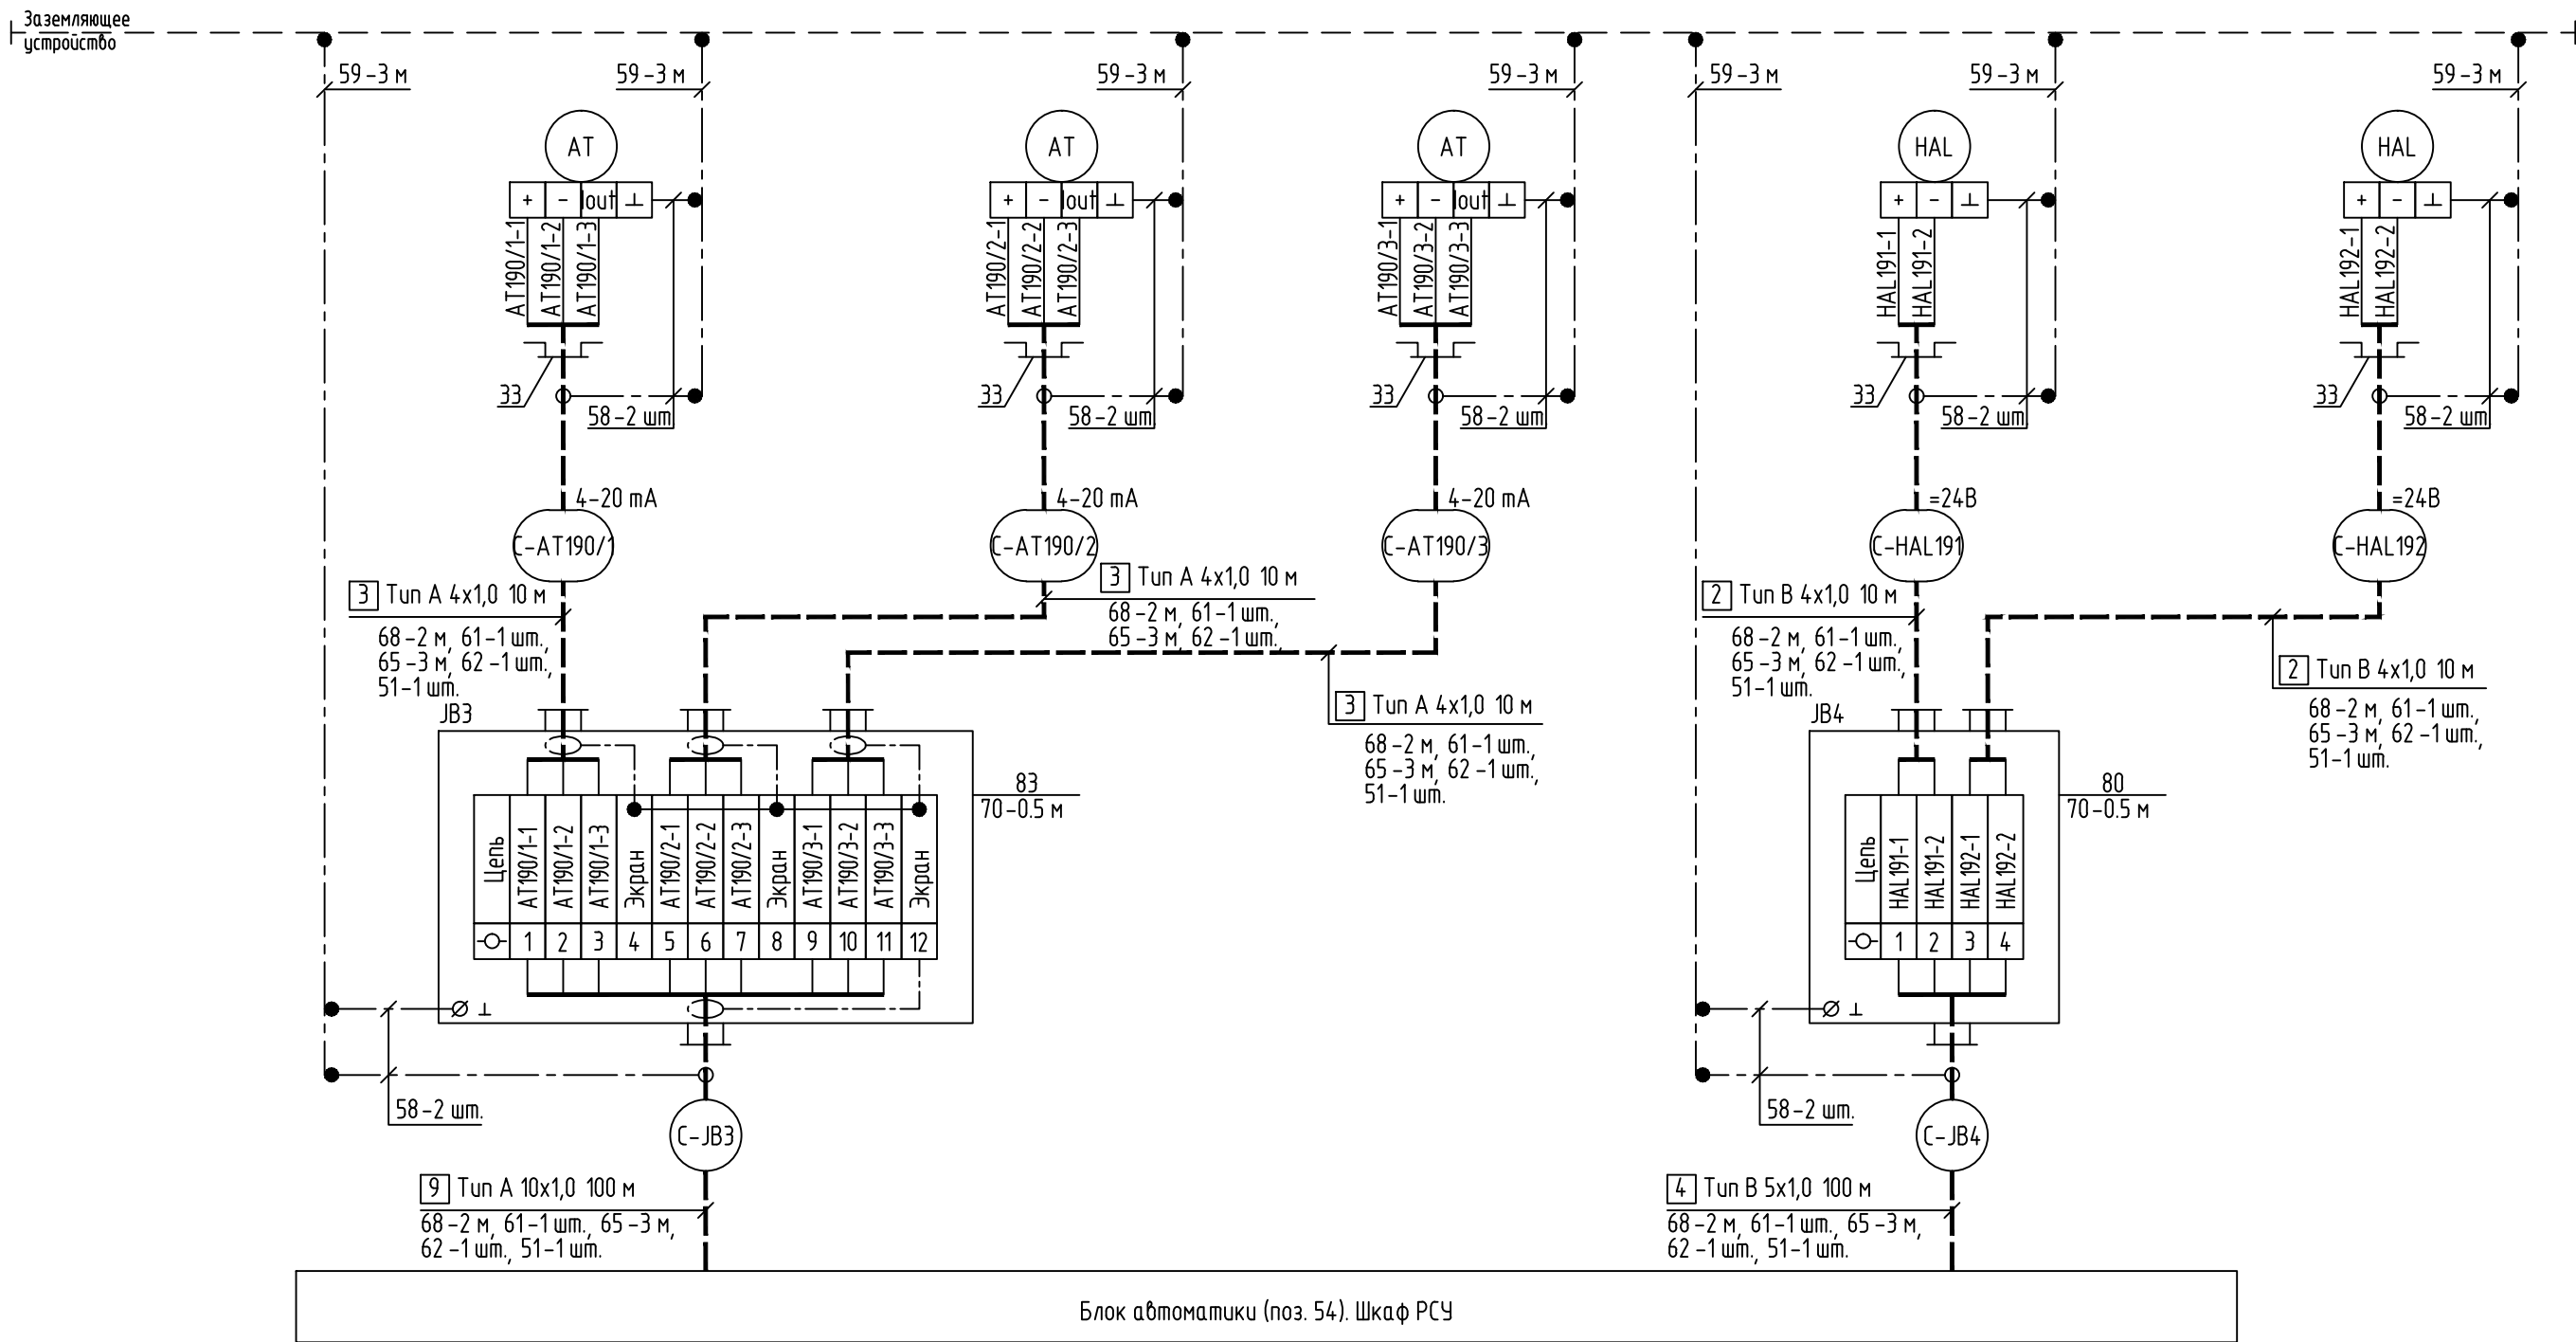 Заземляющее
устройство
59-3 м
59-3 м
59-3 м
59-3 м
59-3 м
59-3 м
59-3 м
AT
AT
AT
HAL
HAL
+ - Iout ⊥
+ - Iout ⊥
+ - Iout ⊥
+ - ⊥
+ - ⊥
AT190/1-1
AT190/1-2
AT190/1-3
AT190/2-1
AT190/2-2
AT190/2-3
AT190/3-1
AT190/3-2
AT190/3-3
HAL191-1
HAL191-2
HAL192-1
HAL192-2
33
58-2 шт.
33
58-2 шт.
33
58-2 шт.
33
58-2 шт.
33
58-2 шт.
4-20 mA
4-20 mA
4-20 mA
=24В
=24В
C-AT190/1
C-AT190/2
C-AT190/3
C-HAL191
C-HAL192
3 Тип А 4х1,0 10 м
68-2 м, 61-1 шт.,
65-3 м, 62-1 шт.,
51-1 шт.
3 Тип А 4х1,0 10 м
68-2 м, 61-1 шт.,
65-3 м, 62-1 шт.,
3 Тип А 4х1,0 10 м
68-2 м, 61-1 шт.,
65-3 м, 62-1 шт.,
51-1 шт.
2 Тип В 4х1,0 10 м
68-2 м, 61-1 шт.,
65-3 м, 62-1 шт.,
51-1 шт.
2 Тип В 4х1,0 10 м
68-2 м, 61-1 шт.,
65-3 м, 62-1 шт.,
51-1 шт.
JB3
83
70-0.5 м
Цепь
AT190/1-1
AT190/1-2
AT190/1-3
Экран
AT190/2-1
AT190/2-2
AT190/2-3
Экран
AT190/3-1
AT190/3-2
AT190/3-3
Экран
1 2 3 4 5 6 7 8 9 10 11 12
⊥
JB4
80
70-0.5 м
Цепь
HAL191-1
HAL191-2
HAL192-1
HAL192-2
1 2 3 4
⊥
58-2 шт.
58-2 шт.
C-JB3
C-JB4
9 Тип А 10х1,0 100 м
68-2 м, 61-1 шт., 65-3 м,
62-1 шт., 51-1 шт.
4 Тип В 5х1,0 100 м
68-2 м, 61-1 шт., 65-3 м,
62-1 шт., 51-1 шт.
Блок автоматики (поз. 54). Шкаф РСУ